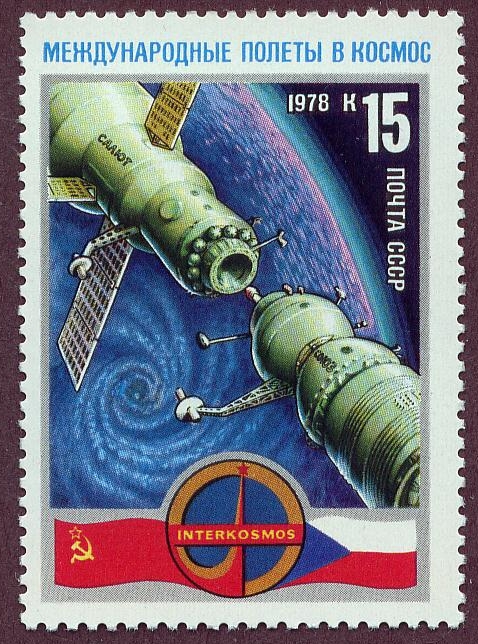 МЕЖДУНАРОДНЫЕ ПОЛЕТЫ В КОСМОС
1978 К 15
ПОЧТА СССР
САЛЮТ
СОЮЗ
INTERKOSMOS